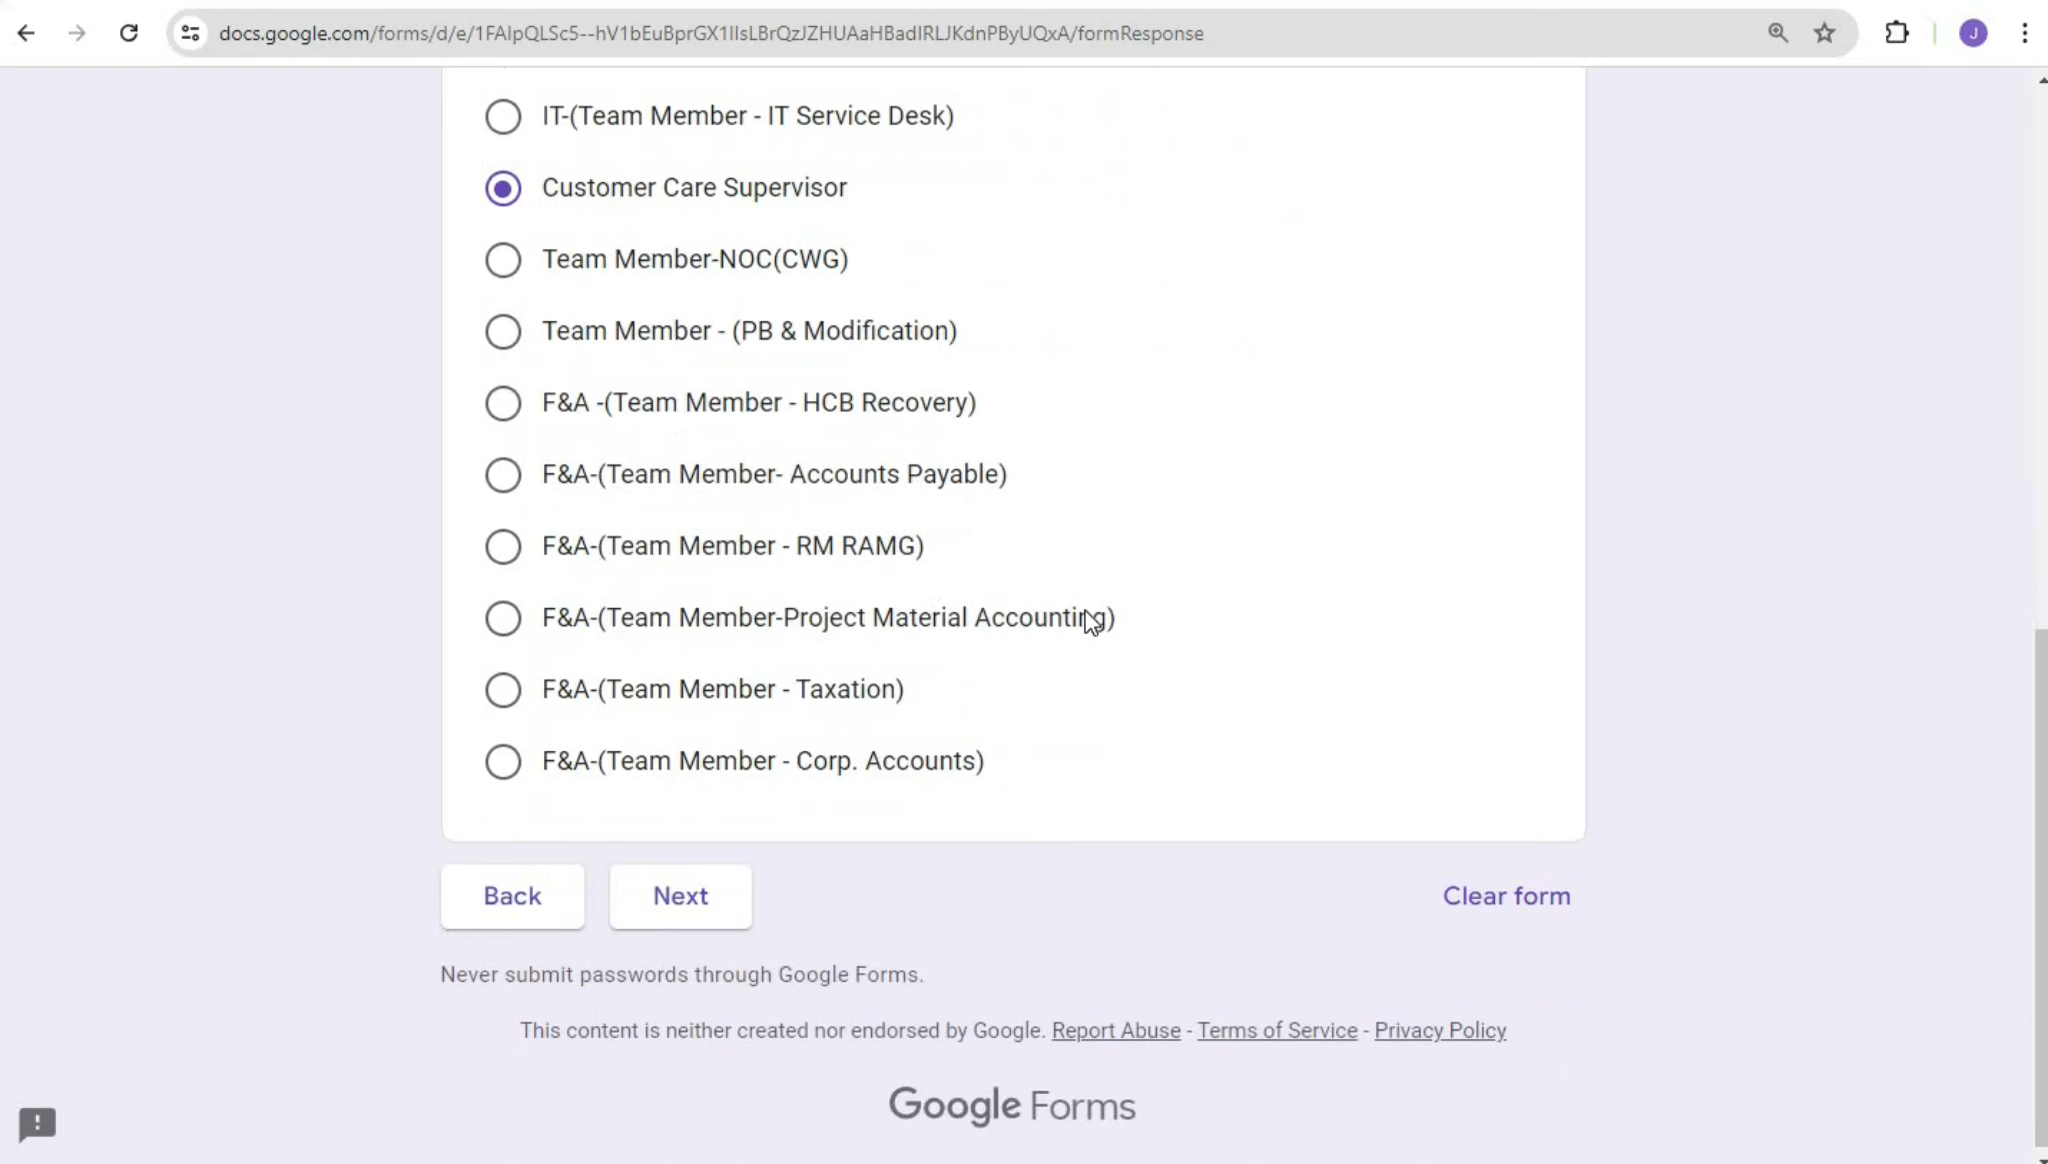 docs.google.com/forms/d/e/1FAIpQLSc5--hV1bEuBprGX1lIsLBrQzJZHUAaHBadIRLJKdnPByUQxA/formResponse
J
IT-(Team Member - IT Service Desk)
Customer Care Supervisor
Team Member-NOC(CWG)
Team Member - (PB & Modification)
F&A -(Team Member - HCB Recovery)
F&A-(Team Member- Accounts Payable)
F&A-(Team Member - RM RAMG)
F&A-(Team Member-Project Material Accounting)
F&A-(Team Member - Taxation)
F&A-(Team Member - Corp. Accounts)
Back Next Clear form
Never submit passwords through Google Forms.
This content is neither created nor endorsed by Google. Report Abuse - Terms of Service - Privacy Policy
Google Forms